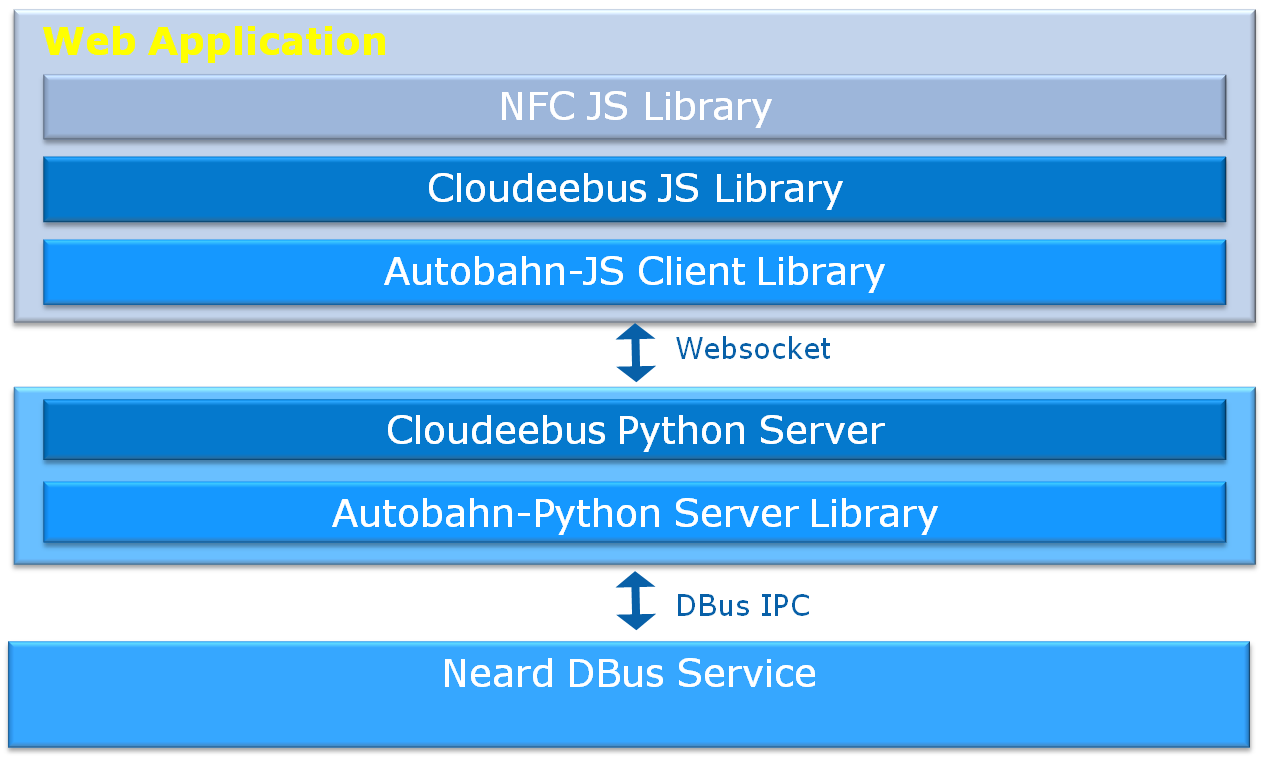 Web Application
NFC JS Library
Cloudeebus JS Library
Autobahn-JS Client Library
Websocket
Cloudeebus Python Server
Autobahn-Python Server Library
DBus IPC
Neard DBus Service